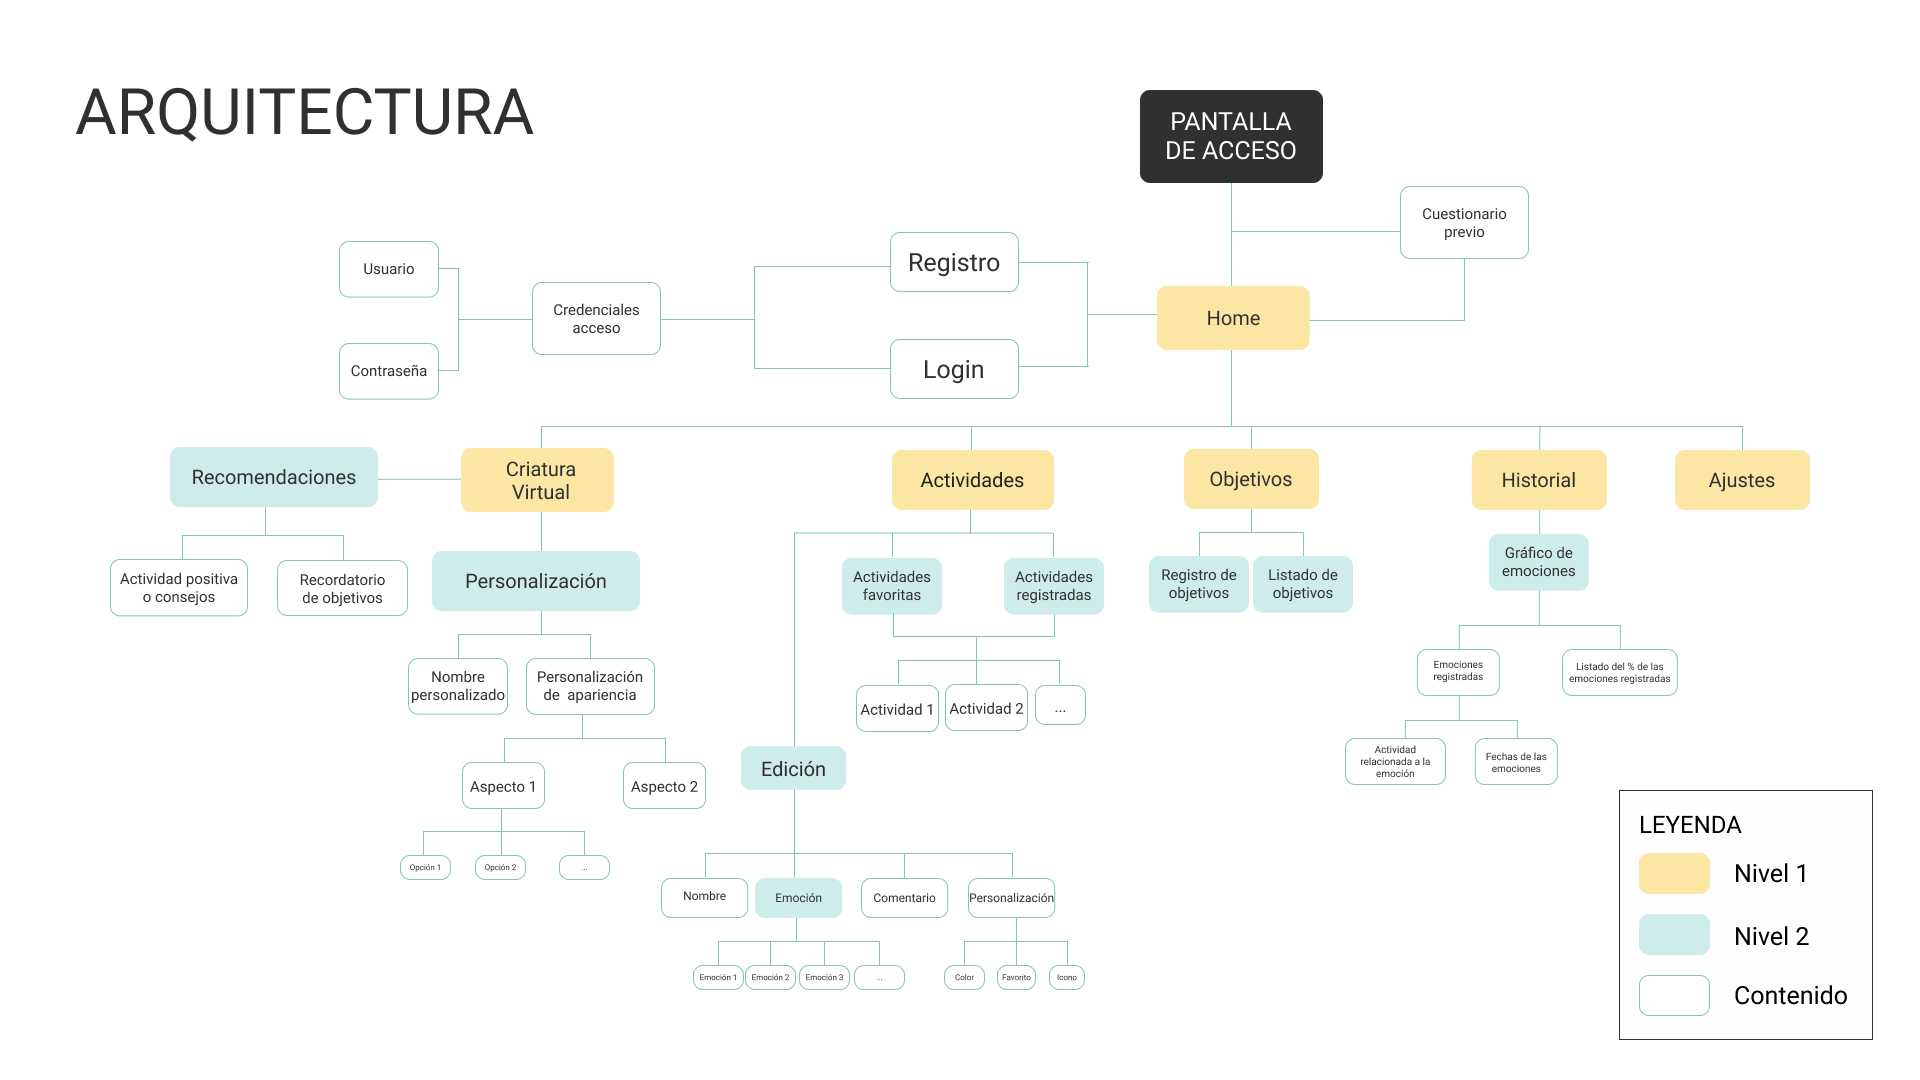 ARQUITECTURA
PANTALLA
DE ACCESO
Cuestionario
previo
Usuario
Contraseña
Credenciales
acceso
Registro
Login
Home
Recomendaciones
Criatura
Virtual
Actividades
Objetivos
Historial
Ajustes
Actividad positiva
o consejos
Recordatorio
de objetivos
Personalización
Nombre
personalizado
Personalización
de apariencia
Aspecto 1
Aspecto 2
Opción 1
Opción 2
...
Actividades
favoritas
Actividades
registradas
Actividad 1
Actividad 2
...
Edición
Nombre
Emoción
Comentario
Personalización
Emoción 1
Emoción 2
Emoción 3
...
Color
Favorito
Icono
Registro de
objetivos
Listado de
objetivos
Gráfico de
emociones
Emociones
registradas
Listado del % de las
emociones registradas
Actividad
relacionada a la
emoción
Fechas de las
emociones
LEYENDA
Nivel 1
Nivel 2
Contenido